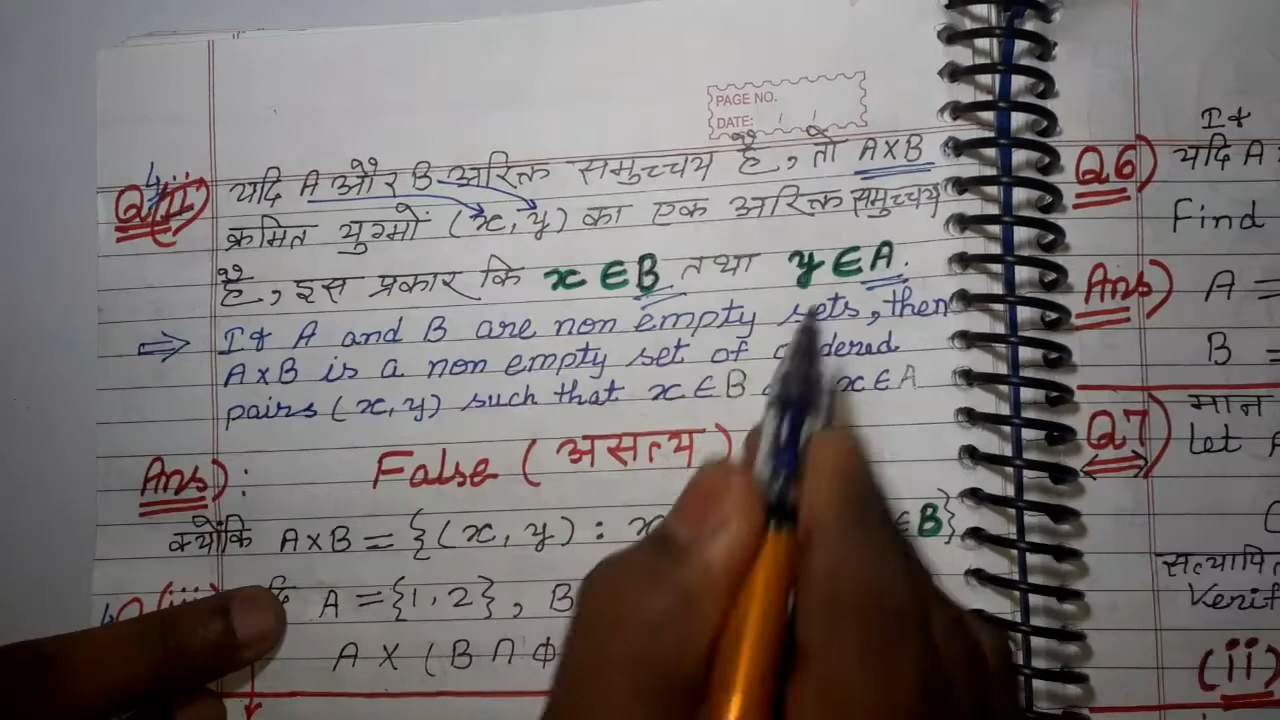 PAGE NO.
DATE:
Q4(ii)
यदि A और B अरिक्त समुच्चय हैं, तो A×B
क्रमित युग्मों (x, y) का एक अरिक्त समुच्चय
है, इस प्रकार कि x∈B तथा y∈A.
⇒ If A and B are non empty sets, then
A×B is a non empty set of ordered
pairs (x, y) such that x∈B x∈A
Ans): False (असत्य)
क्योंकि A×B = {(x, y) : ∈B}
(iii) A = {1, 2}, B
A × (B ∩ ϕ
If
Q6) यदि A
Find
Ans) A =
B =
Q7) मान
Let
सत्यापि
Verif
(ii)